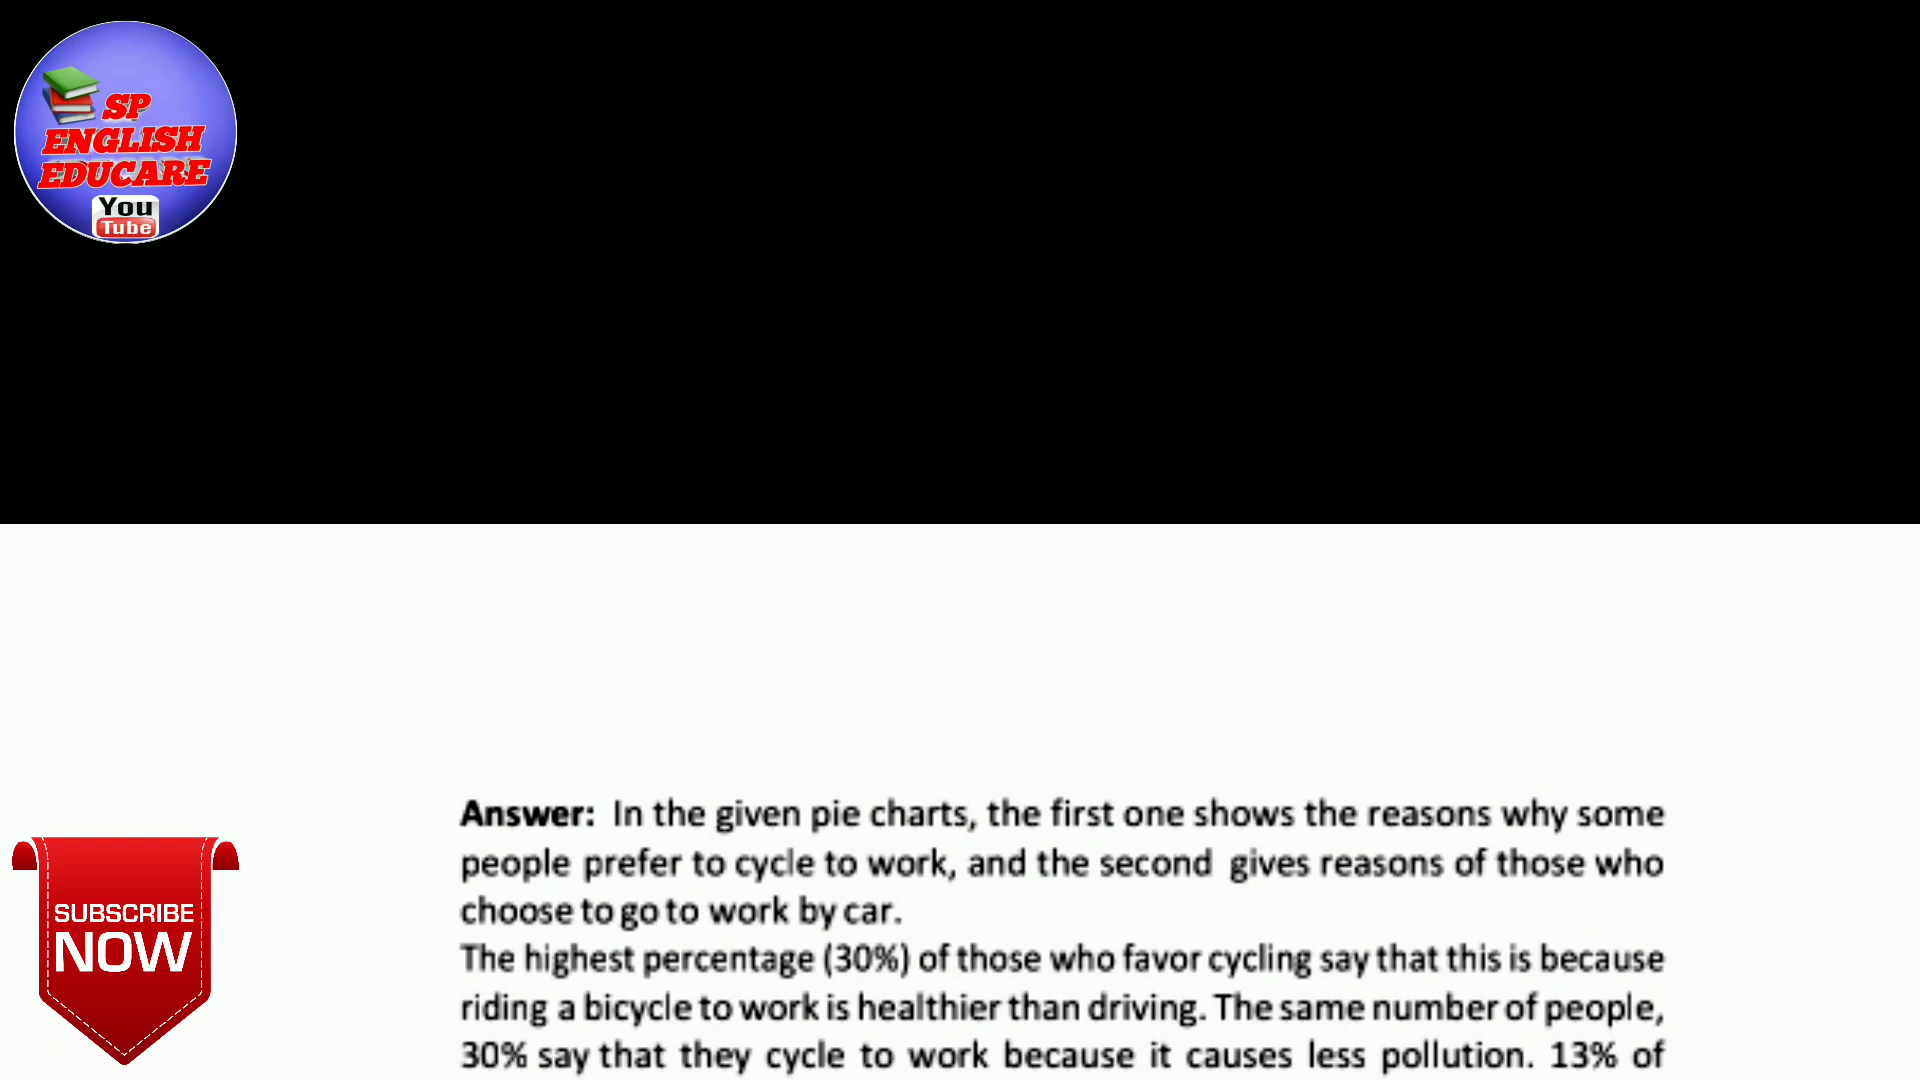 SP
ENGLISH
EDUCARE
You
Tube
Answer: In the given pie charts, the first one shows the reasons why some
people prefer to cycle to work, and the second gives reasons of those who
choose to go to work by car.
The highest percentage (30%) of those who favor cycling say that this is because
riding a bicycle to work is healthier than driving. The same number of people,
30% say that they cycle to work because it causes less pollution. 13% of
SUBSCRIBE
NOW